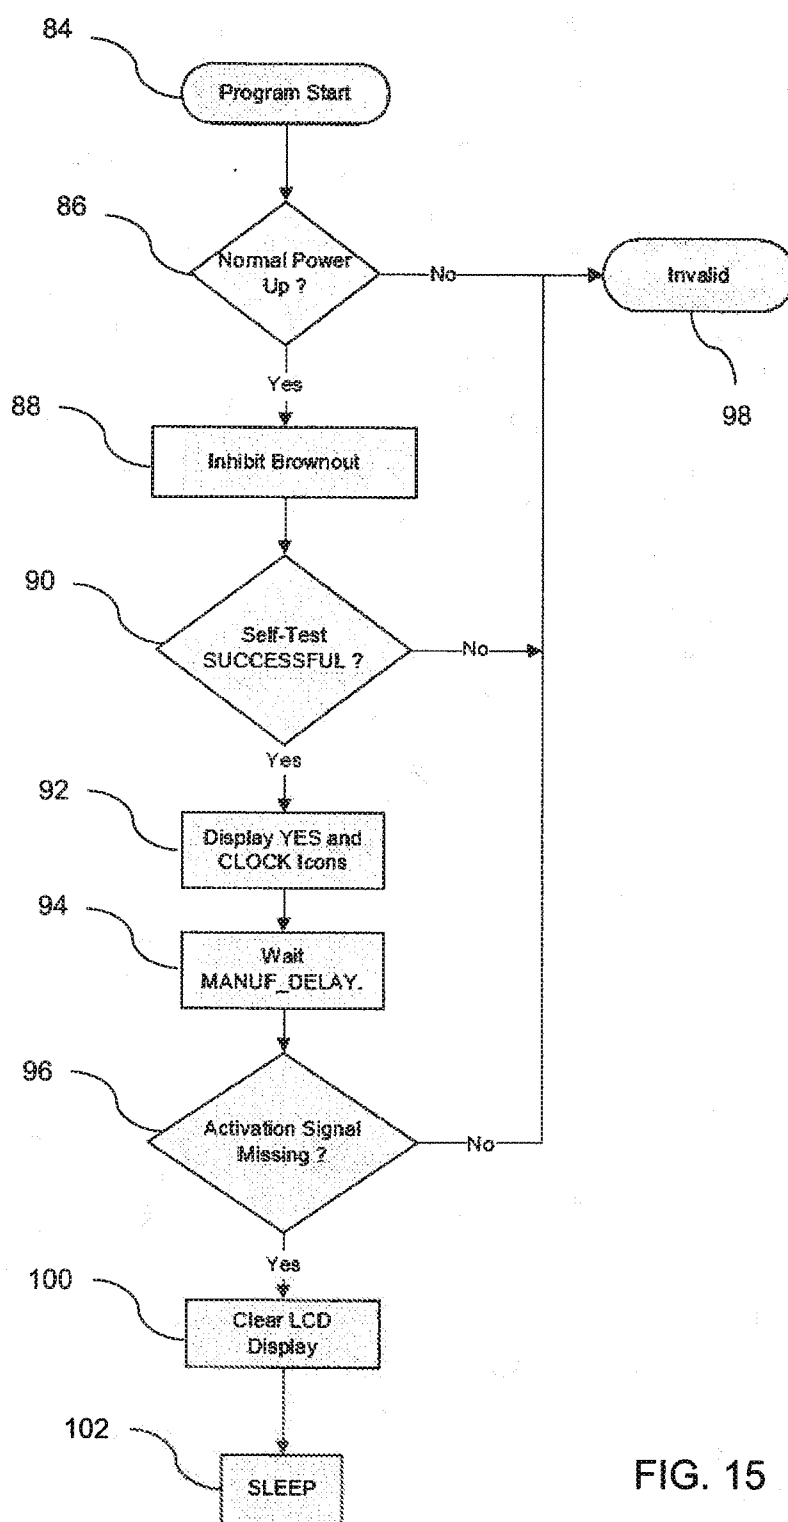 84
Program Start
86
Normal Power
Up ?
No
Invalid
98
Yes
88
Inhibit Brownout
90
Self-Test
SUCCESSFUL ?
No
Yes
92
Display YES and
CLOCK Icons
94
Wait
MANUF_DELAY.
96
Activation Signal
Missing ?
No
Yes
100
Clear LCD
Display
102
SLEEP
FIG. 15